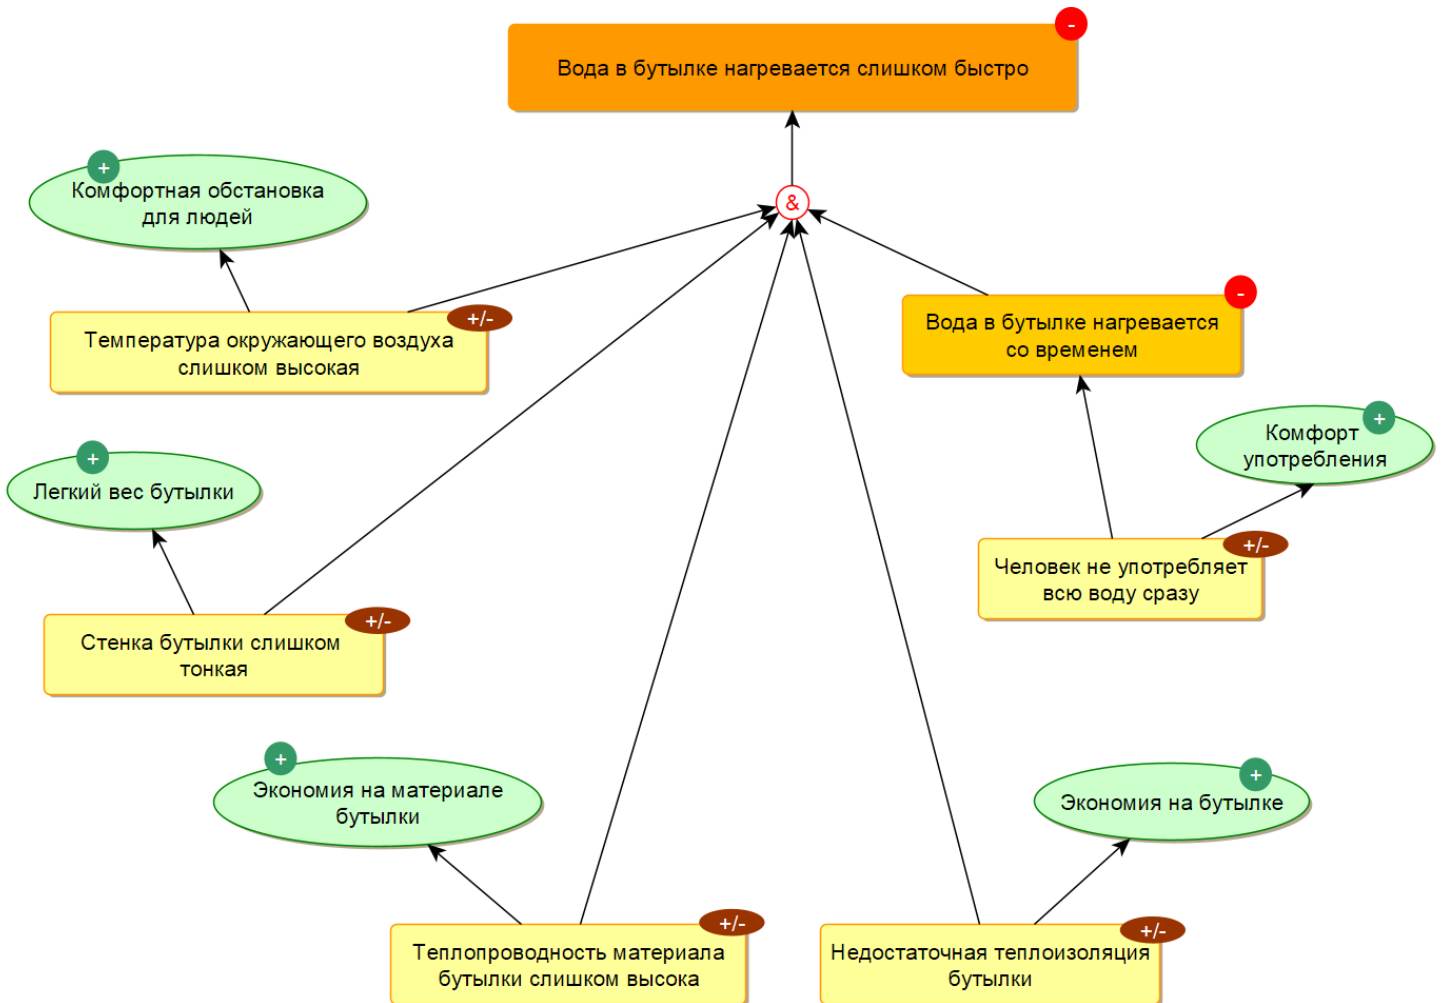 -
Вода в бутылке нагревается слишком быстро
+
Комфортная обстановка
для людей
&
+/-
Температура окружающего воздуха
слишком высокая
-
Вода в бутылке нагревается
со временем
+
Комфорт
употребления
+
Легкий вес бутылки
+/-
Человек не употребляет
всю воду сразу
+/-
Стенка бутылки слишком
тонкая
+
Экономия на материале
бутылки
+
Экономия на бутылке
+/-
Теплопроводность материала
бутылки слишком высока
+/-
Недостаточная теплоизоляция
бутылки